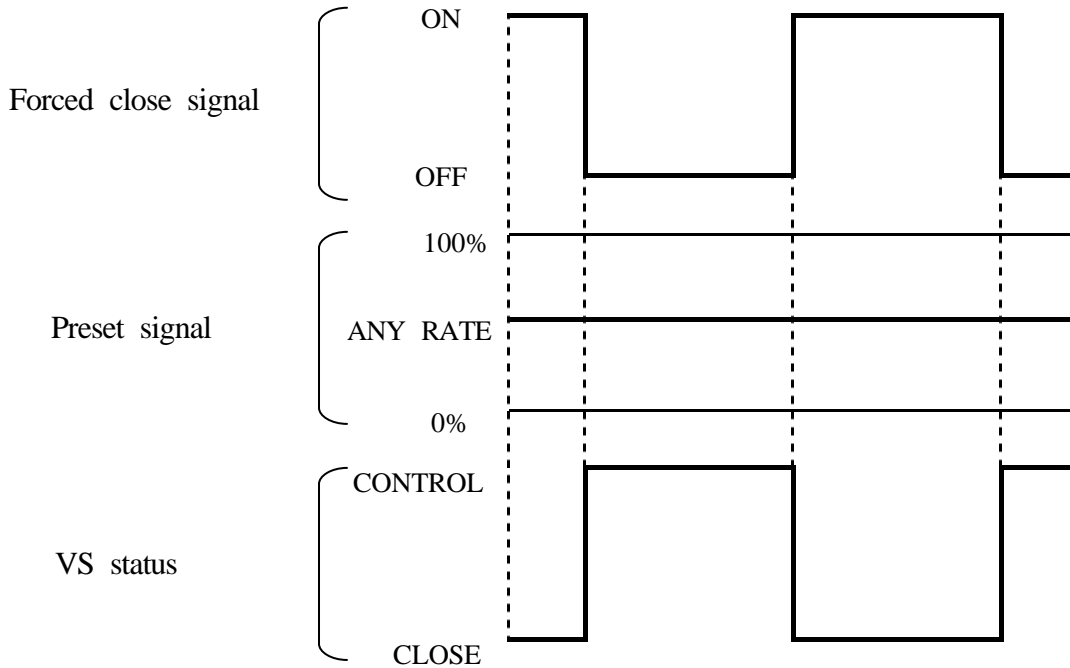 ON
Forced close signal
OFF
100%
Preset signal
ANY RATE
0%
CONTROL
VS status
CLOSE